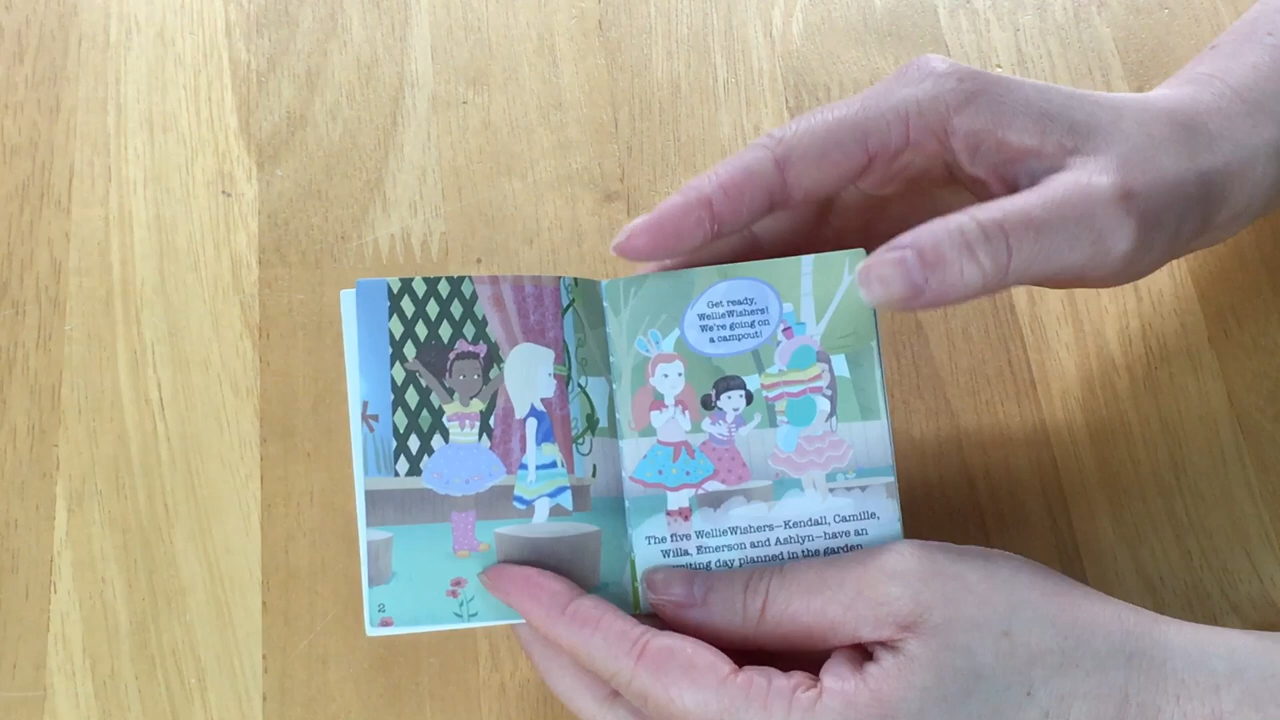 Get ready,
WellieWishers!
We're going on
a campout!
The five WellieWishers—Kendall, Camille,
Willa, Emerson and Ashlyn—have an
day planned in the garden
2